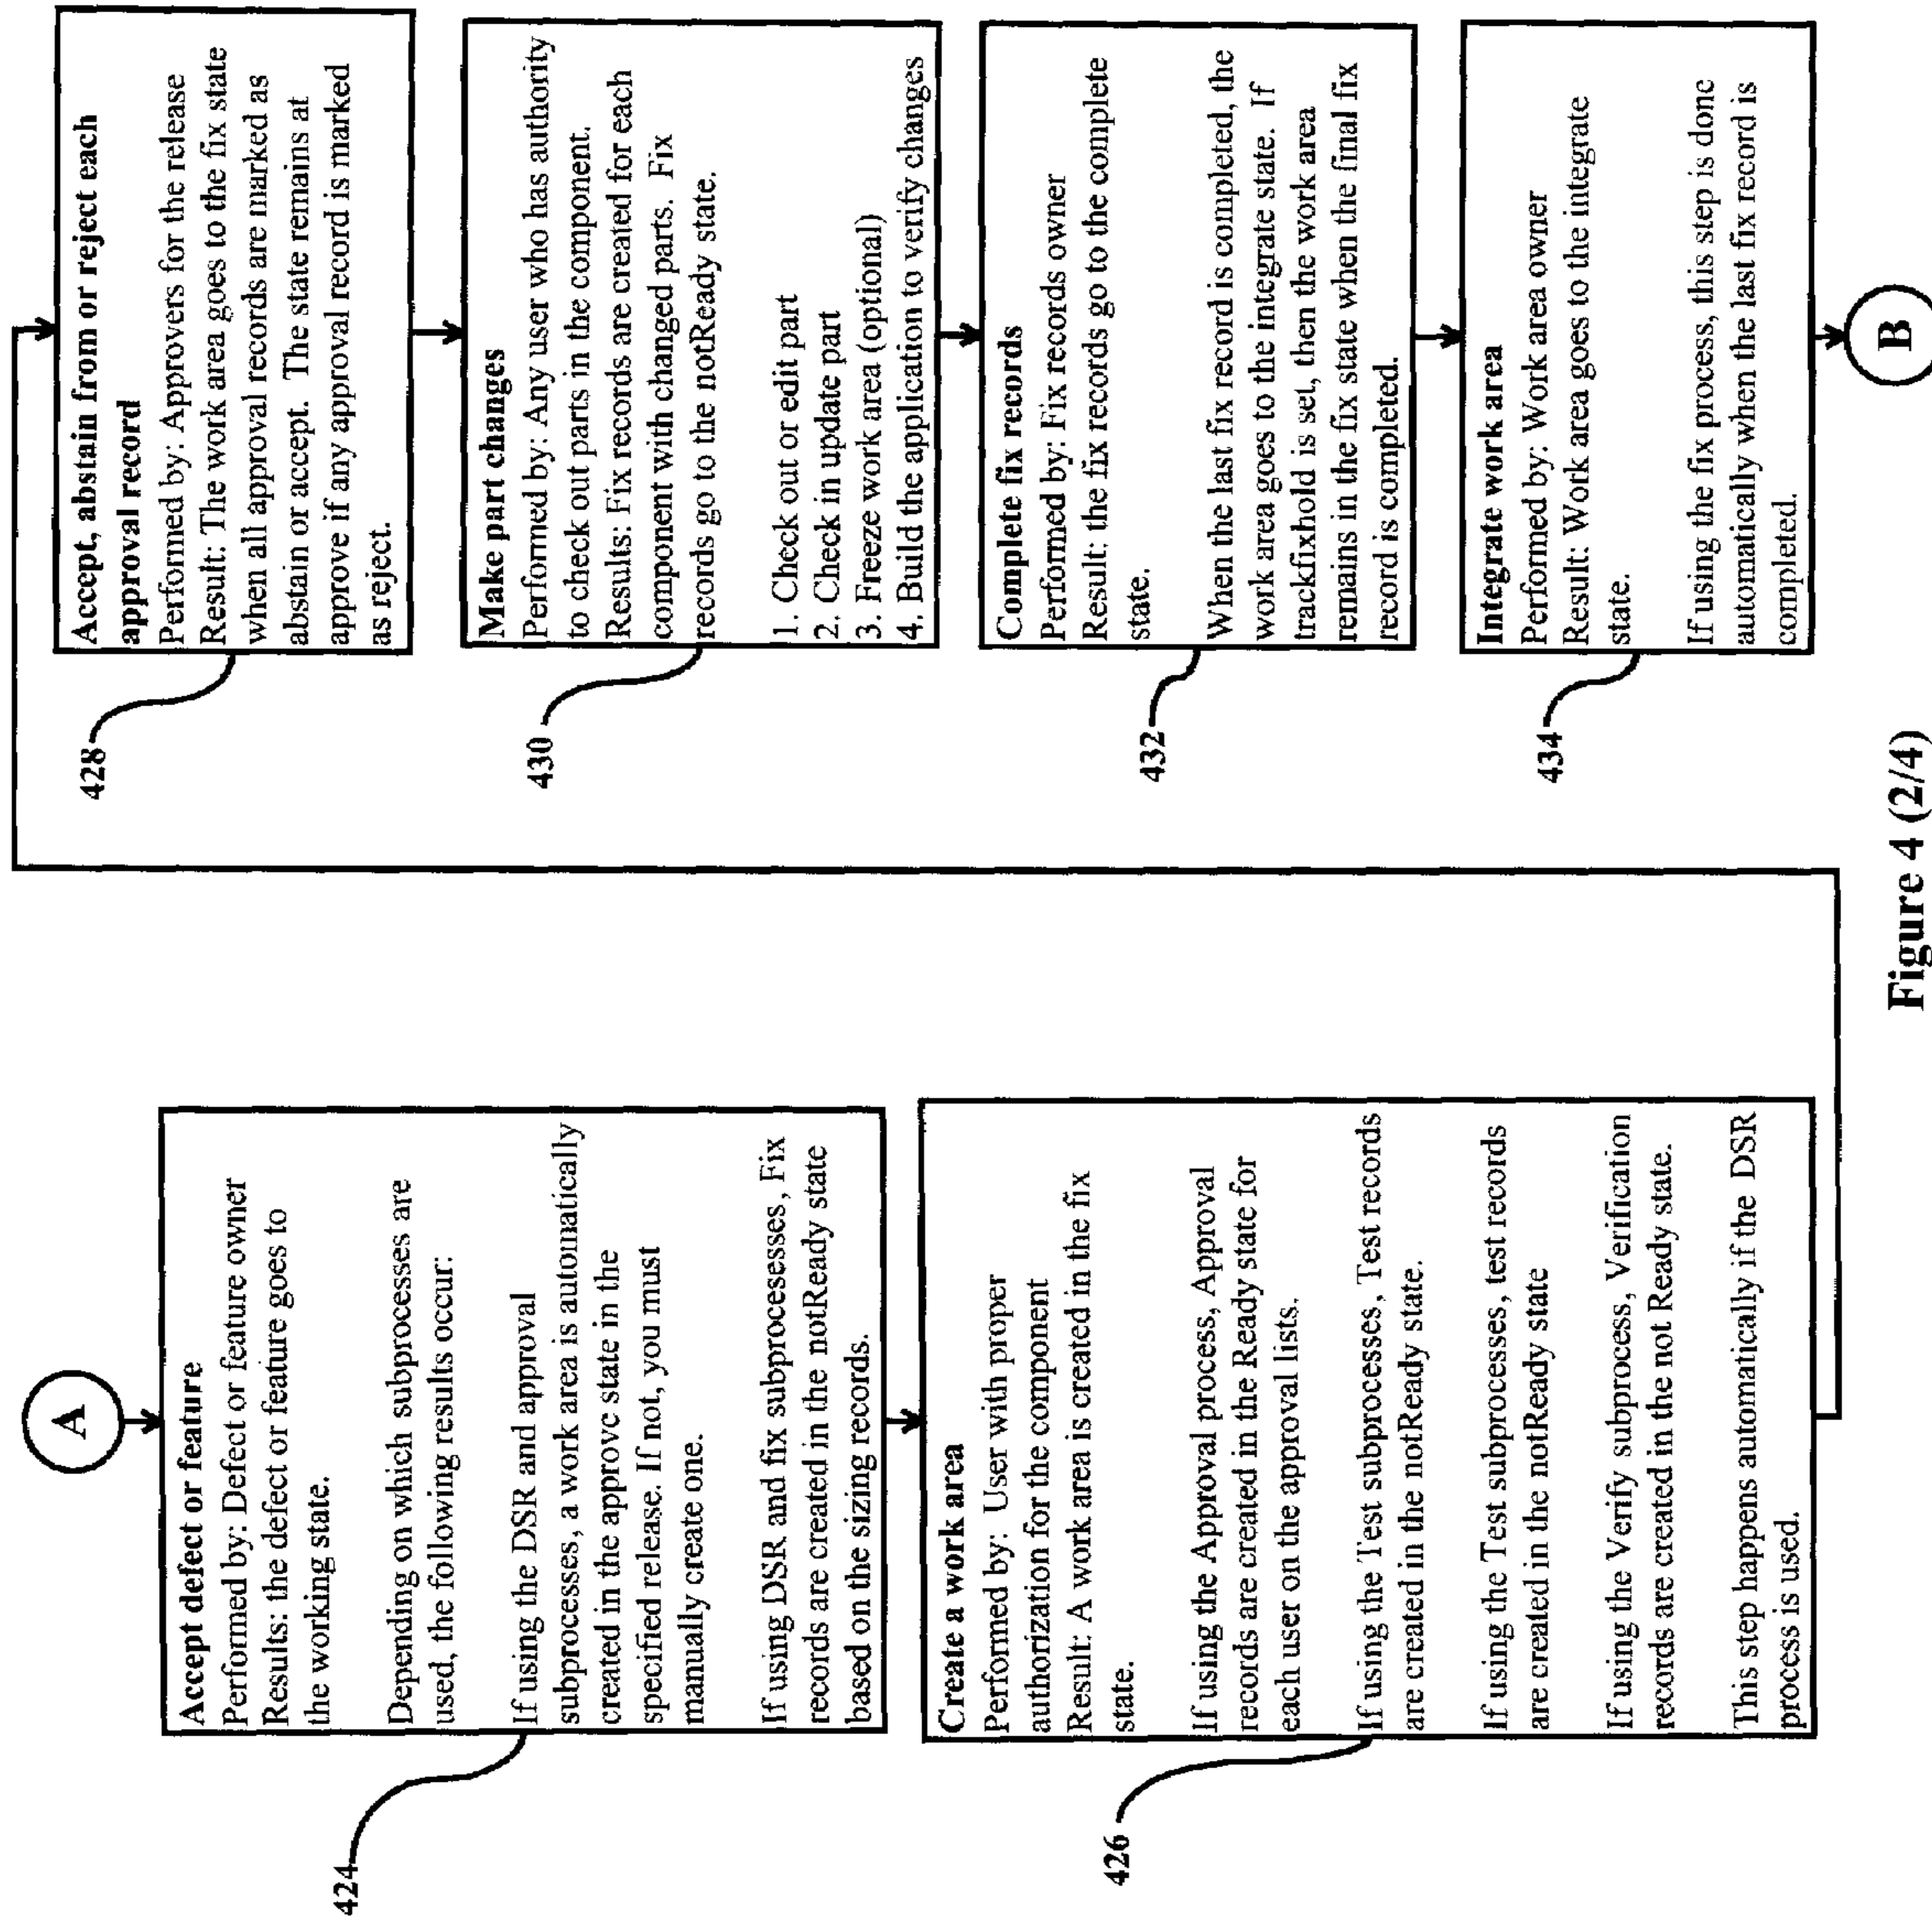 A
Accept defect or feature
Performed by: Defect or feature owner
Results: the defect or feature goes to
the working state.
Depending on which subprocesses are
used, the following results occur:
If using the DSR and approval
subprocesses, a work area is automatically
created in the approve state in the
specified release. If not, you must
manually create one.
If using DSR and fix subprocesses, Fix
records are created in the notReady state
based on the sizing records.
424
Create a work area
Performed by: User with proper
authorization for the component
Result: A work area is created in the fix
state.
If using the Approval process, Approval
records are created in the Ready state for
each user on the approval lists.
If using the Test subprocesses, Test records
are created in the notReady state.
If using the Test subprocesses, test records
are created in the notReady state
If using the Verify subprocess, Verification
records are created in the not Ready state.
This step happens automatically if the DSR
process is used.
426
Accept, abstain from or reject each
approval record
Performed by: Approvers for the release
Result: The work area goes to the fix state
when all approval records are marked as
abstain or accept. The state remains at
approve if any approval record is marked
as reject.
428
Make part changes
Performed by: Any user who has authority
to check out parts in the component.
Results: Fix records are created for each
component with changed parts. Fix
records go to the notReady state.
1. Check out or edit part
2. Check in update part
3. Freeze work area (optional)
4. Build the application to verify changes
430
Complete fix records
Performed by: Fix records owner
Result: the fix records go to the complete
state.
When the last fix record is completed, the
work area goes to the integrate state. If
trackfixhold is set, then the work area
remains in the fix state when the final fix
record is completed.
432
Integrate work area
Performed by: Work area owner
Result: Work area goes to the integrate
state.
If using the fix process, this step is done
automatically when the last fix record is
completed.
434
B
Figure 4 (2/4)